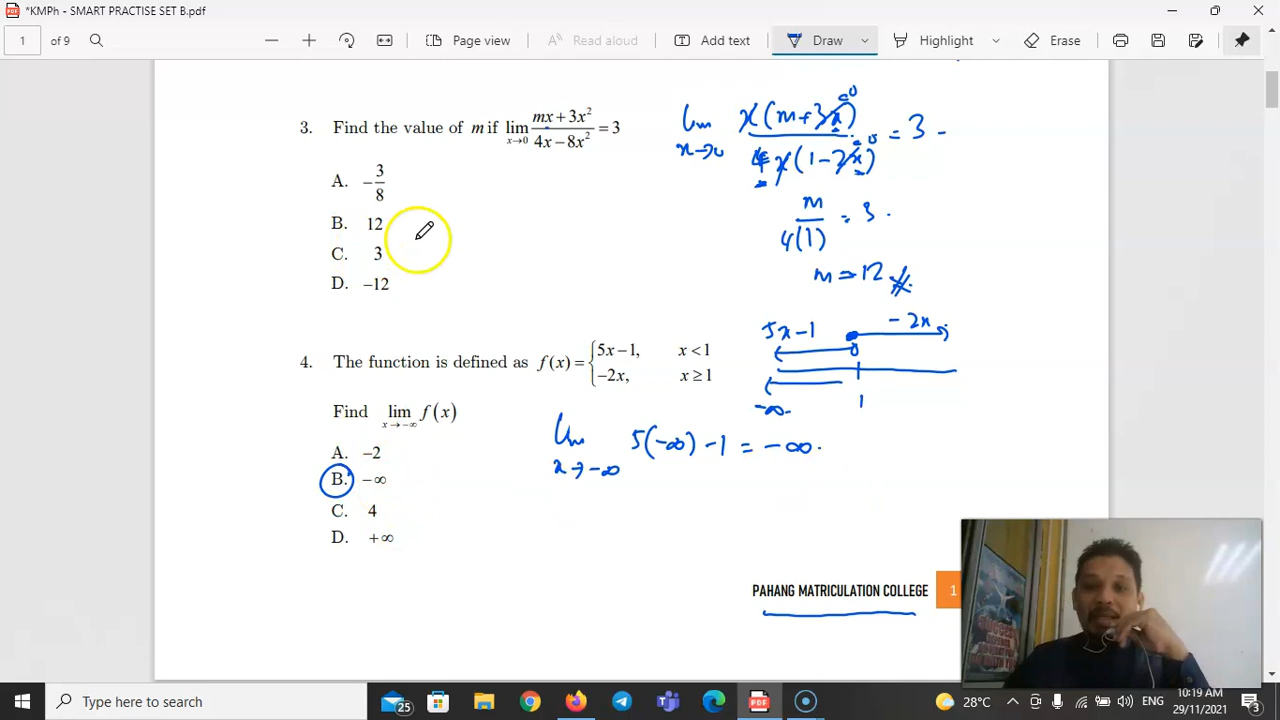 *KMPh - SMART PRACTISE SET B.pdf
1 of 9 Page view Read aloud Add text Draw Highlight Erase
3. Find the value of m if lim x→0 (mx + 3x²)/(4x − 8x²) = 3
A. −3/8
B. 12
C. 3
D. −12
lim x→0 x(m+3x)/4x(1−2x) = 3
m/4(1) = 3
m = 12
4. The function is defined as f(x) = { 5x − 1, x < 1
−2x, x ≥ 1
Find lim x→−∞ f(x)
A. −2
B. −∞
C. 4
D. +∞
5x−1 −2x
−∞ 1
lim x→−∞ 5(−∞) −1 = −∞
PAHANG MATRICULATION COLLEGE 1
Type here to search
25
28°C ENG
10:19 AM
29/11/2021
3